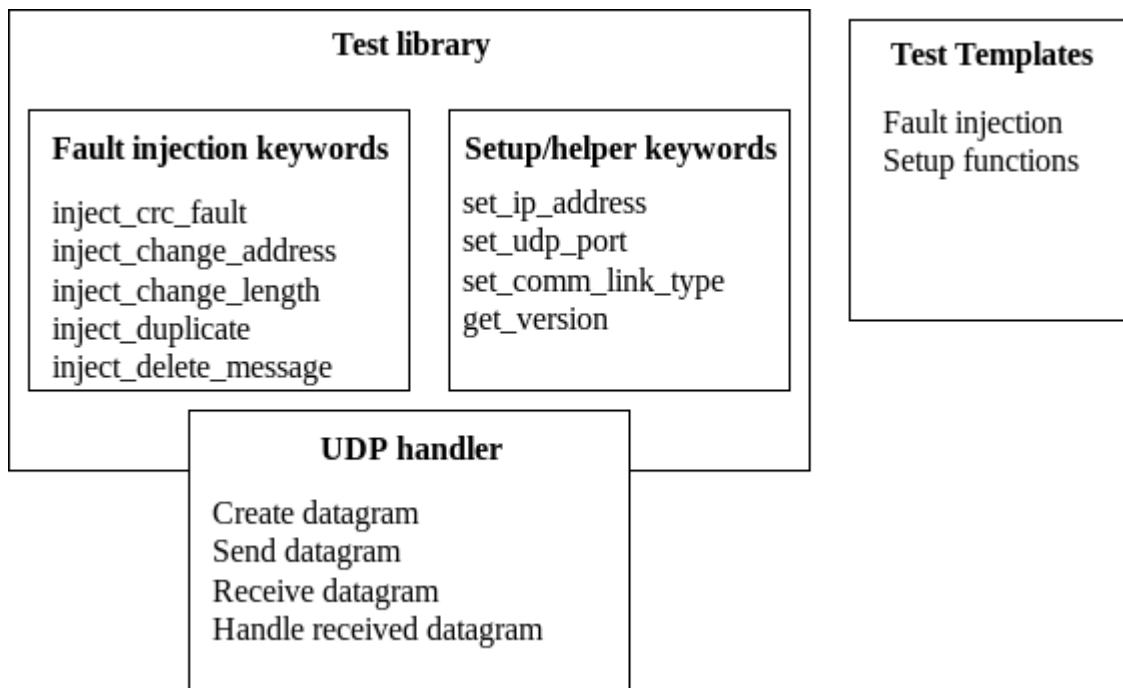 Test library
Fault injection keywords
inject_crc_fault
inject_change_address
inject_change_length
inject_duplicate
inject_delete_message
Setup/helper keywords
set_ip_address
set_udp_port
set_comm_link_type
get_version
UDP handler
Create datagram
Send datagram
Receive datagram
Handle received datagram
Test Templates
Fault injection
Setup functions